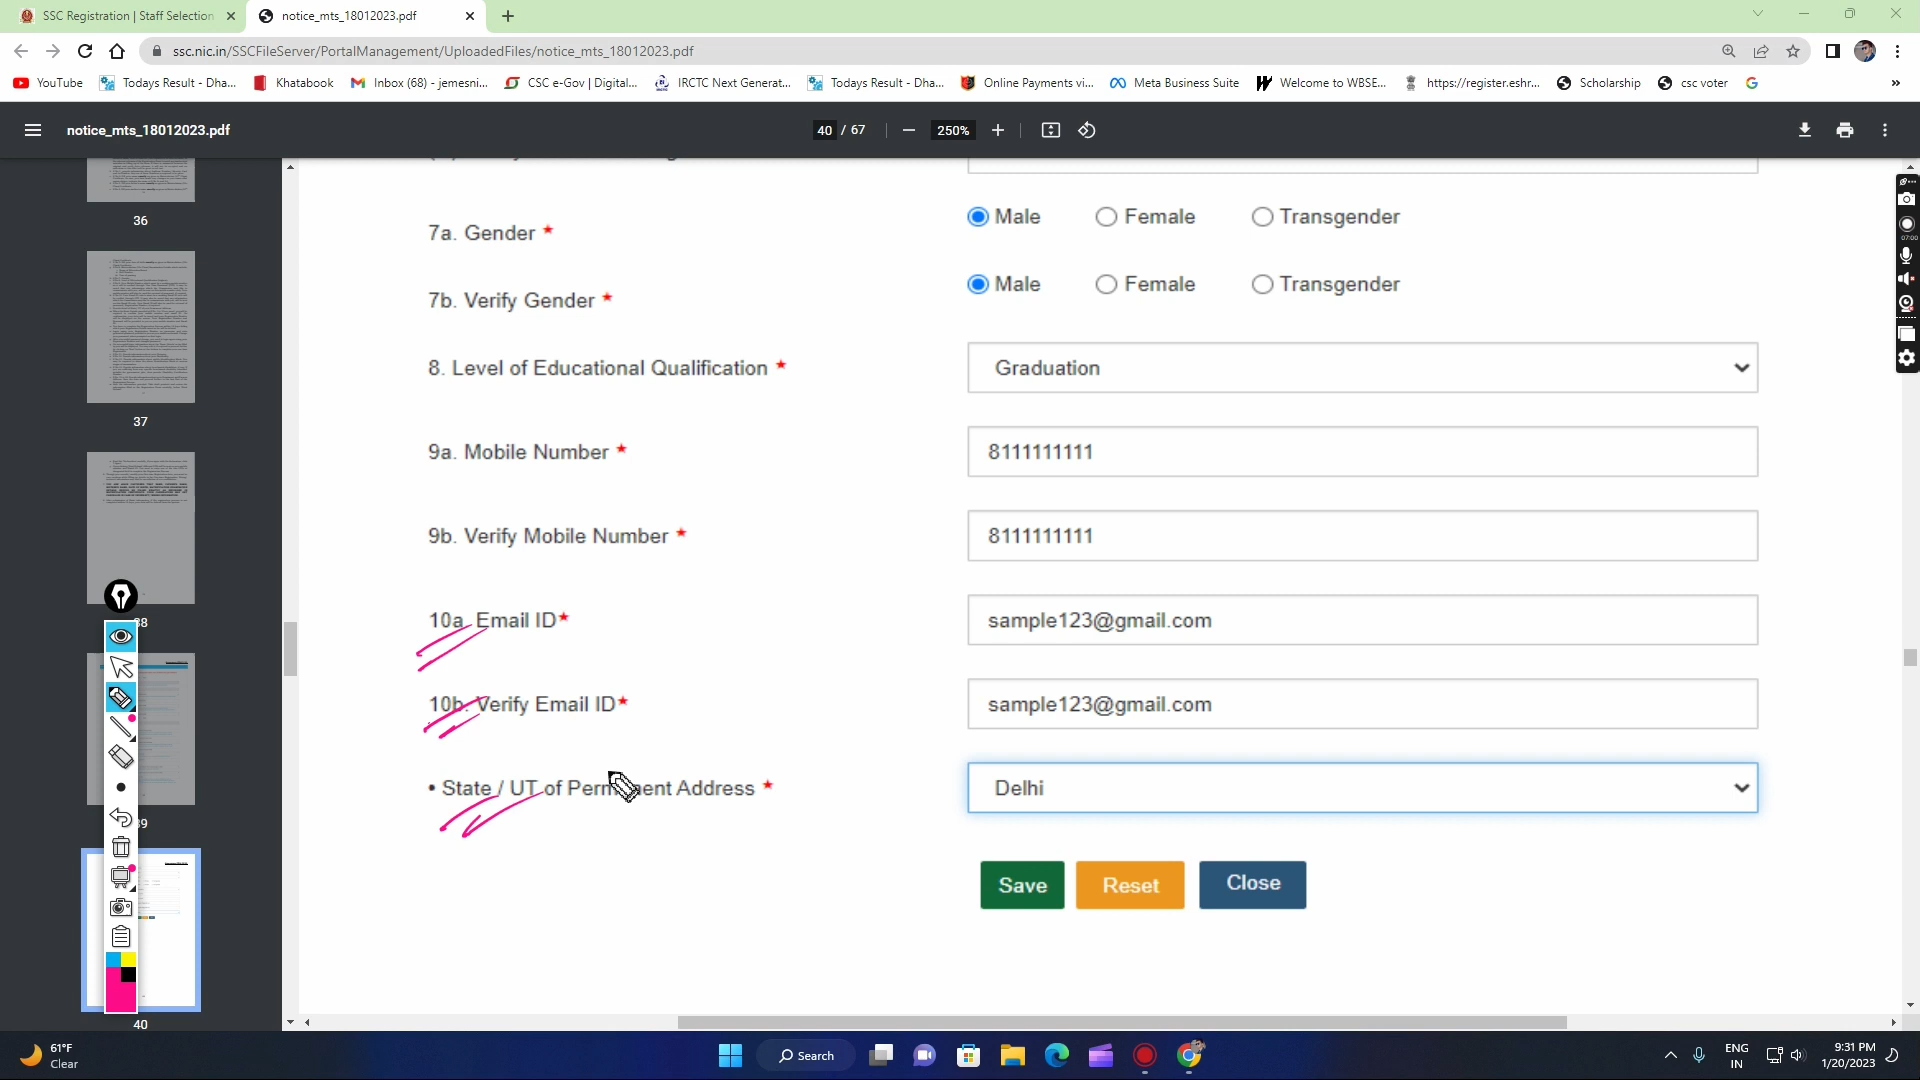 SSC Registration | Staff Selection
notice_mts_18012023.pdf
ssc.nic.in/SSCFileServer/PortalManagement/UploadedFiles/notice_mts_18012023.pdf
YouTube
Todays Result - Dha...
Khatabook
Inbox (68) - jemesni...
CSC e-Gov | Digital...
IRCTC Next Generat...
Todays Result - Dha...
Online Payments vi...
Meta Business Suite
Welcome to WBSE...
https://register.eshr...
Scholarship
csc voter
»
notice_mts_18012023.pdf
40 / 67
250%
36
37
39
40
07:00
7a. Gender *
Male Female Transgender
7b. Verify Gender *
Male Female Transgender
8. Level of Educational Qualification *
Graduation
9a. Mobile Number *
8111111111
9b. Verify Mobile Number *
8111111111
10a. Email ID*
sample123@gmail.com
10b. Verify Email ID*
sample123@gmail.com
• State / UT of Permanent Address *
Delhi
Save Reset Close
61°F
Clear
Search
ENG
IN
9:31 PM
1/20/2023